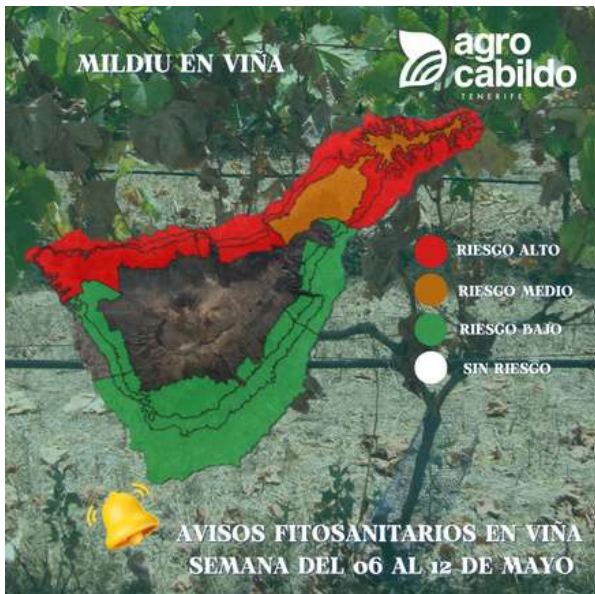 MILDIU EN VIÑA
agro
cabildo
TENERIFE
RIESGO ALTO
RIESGO MEDIO
RIESGO BAJO
SIN RIESGO
AVISOS FITOSANITARIOS EN VIÑA
SEMANA DEL 06 AL 12 DE MAYO